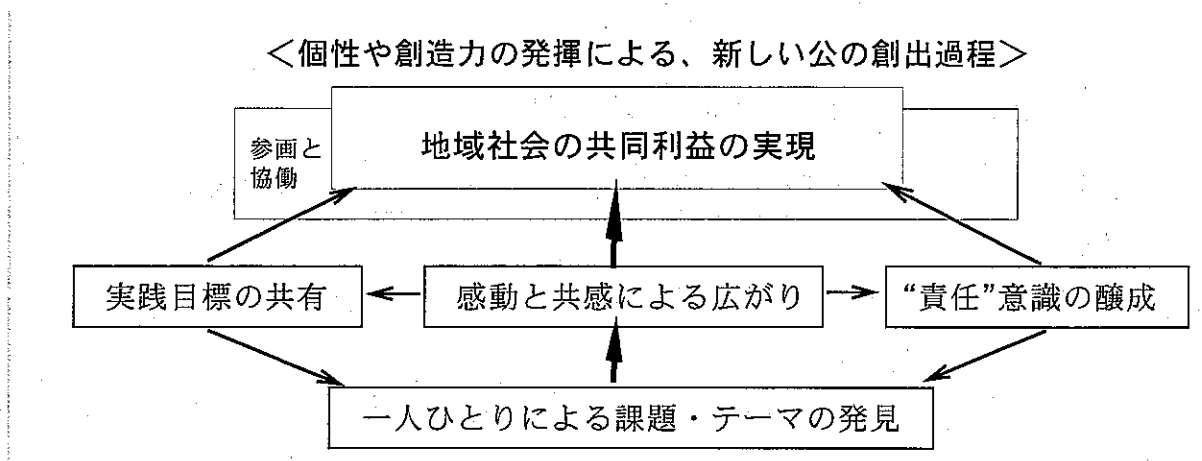 ＜個性や創造力の発揮による、新しい公の創出過程＞
地域社会の共同利益の実現
参画と
協働
実践目標の共有
感動と共感による広がり
“責任”意識の醸成
一人ひとりによる課題・テーマの発見